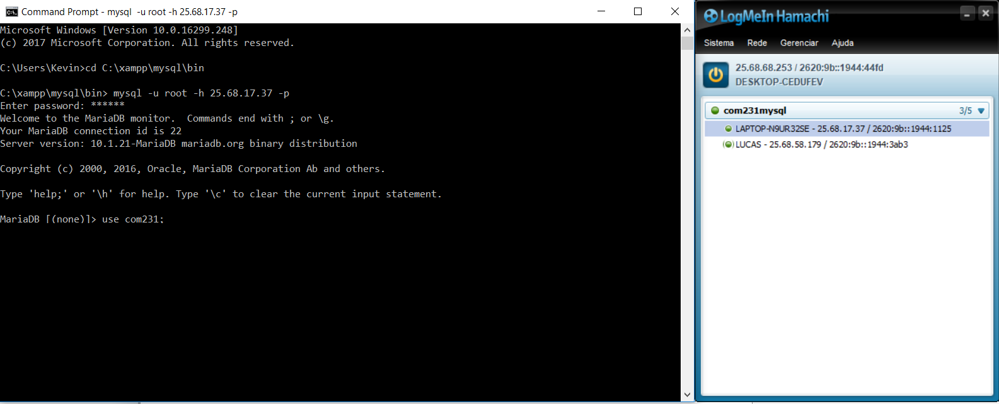 Command Prompt - mysql  -u root -h 25.68.17.37 -p
Microsoft Windows [Version 10.0.16299.248]
(c) 2017 Microsoft Corporation. All rights reserved.
C:\Users\Kevin>cd C:\xampp\mysql\bin
C:\xampp\mysql\bin> mysql -u root -h 25.68.17.37 -p
Enter password: ******
Welcome to the MariaDB monitor.  Commands end with ; or \g.
Your MariaDB connection id is 22
Server version: 10.1.21-MariaDB mariadb.org binary distribution
Copyright (c) 2000, 2016, Oracle, MariaDB Corporation Ab and others.
Type 'help;' or '\h' for help. Type '\c' to clear the current input statement.
MariaDB [(none)]> use com231;
LogMeIn Hamachi
Sistema Rede Gerenciar Ajuda
25.68.68.253 / 2620:9b::1944:44fd
DESKTOP-CEDUFEV
com231mysql 3/5
LAPTOP-N9UR32SE - 25.68.17.37 / 2620:9b::1944:1125
LUCAS - 25.68.58.179 / 2620:9b::1944:3ab3